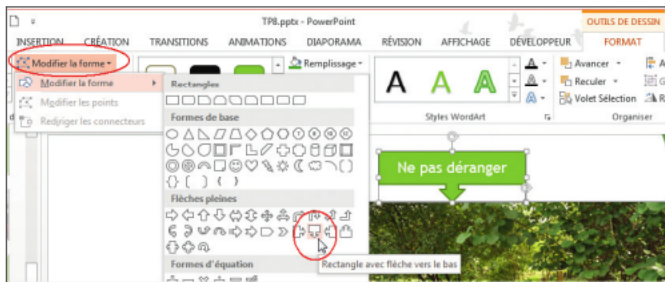 TP8.pptx - PowerPoint
OUTILS DE DESSIN
INSERTION CRÉATION TRANSITIONS ANIMATIONS DIAPORAMA RÉVISION AFFICHAGE DÉVELOPPEUR FORMAT
Modifier la forme
Remplissage
Avancer
Modifier la forme
Rectangles
Reculer
Modifier les points
Volet Sélection
Rediriger les connecteurs
Formes de base
Styles WordArt
Organiser
Ne pas déranger
Flèches pleines
Rectangle avec flèche vers le bas
Formes d'équation